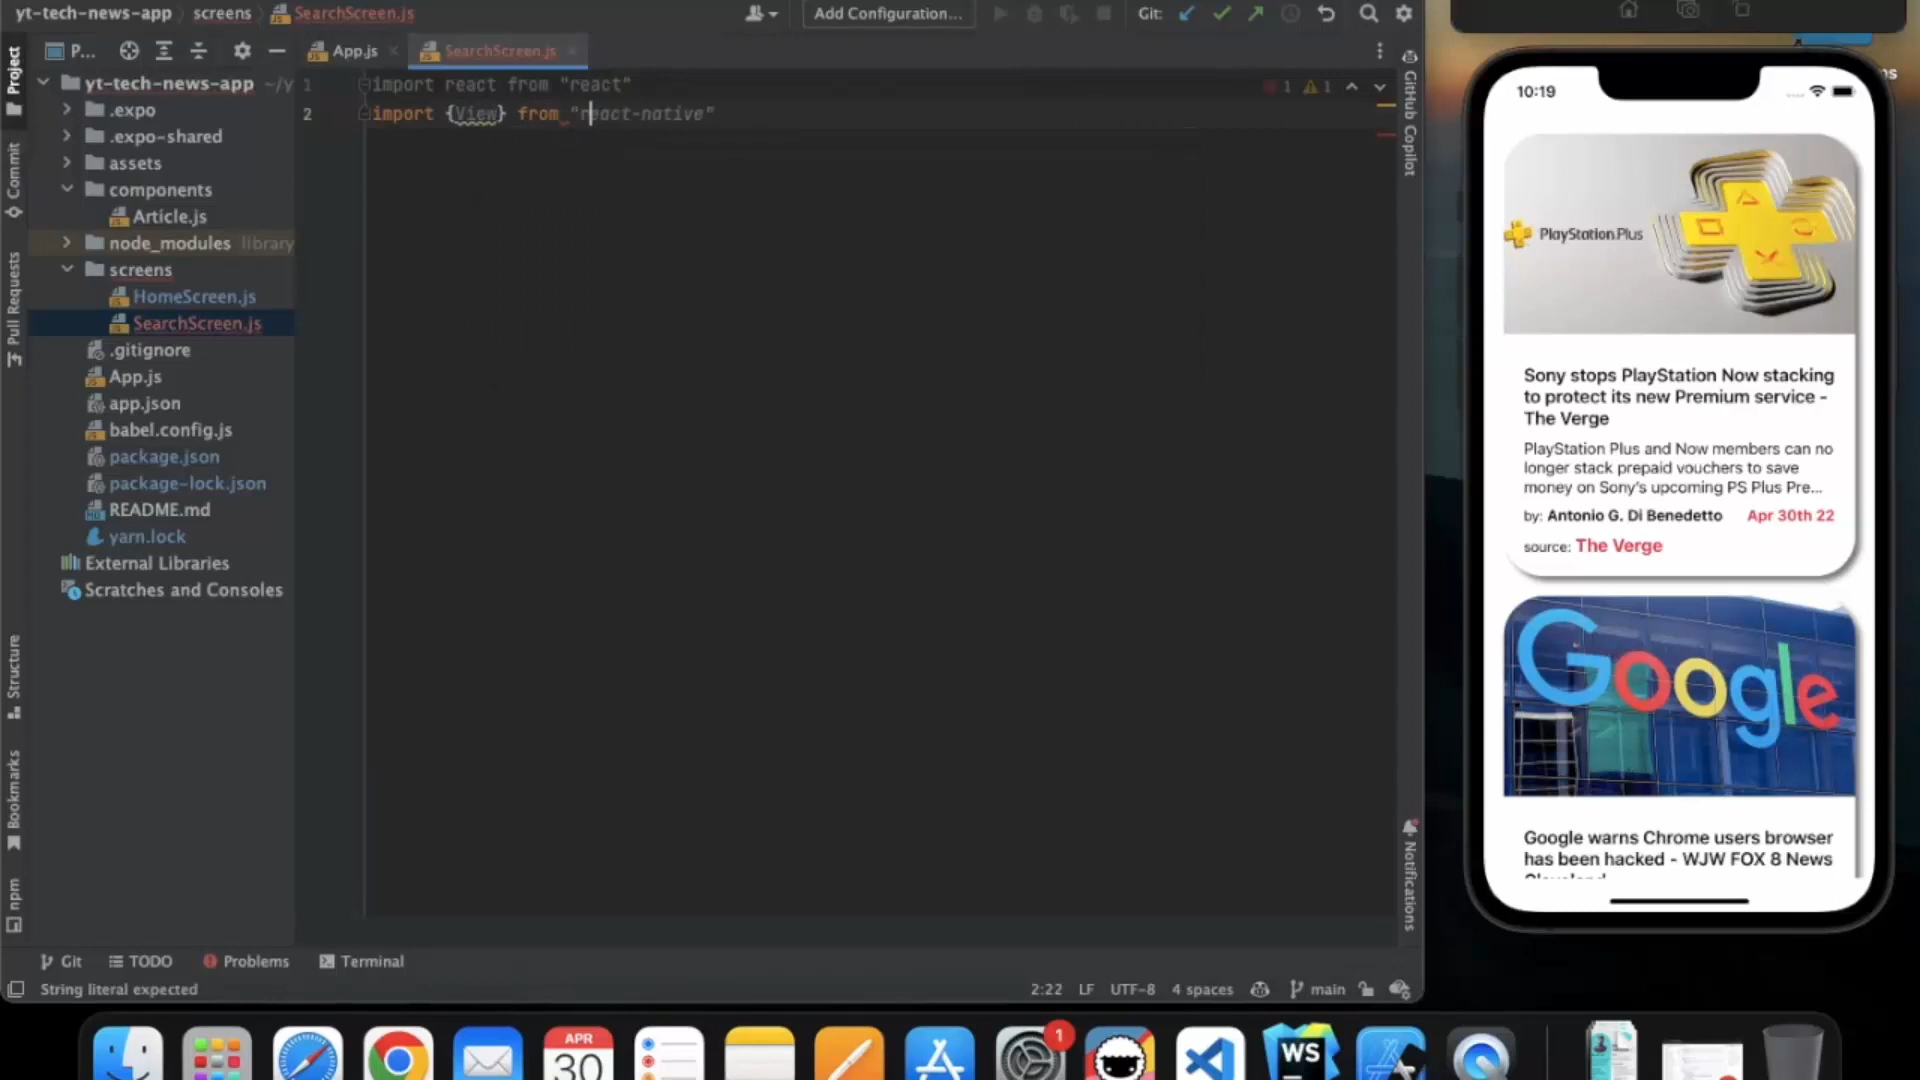 yt-tech-news-app screens SearchScreen.js
Add Configuration...
Git:
Project
P...
App.js
SearchScreen.js
yt-tech-news-app ~/y
.expo
.expo-shared
assets
components
Article.js
node_modules library
screens
HomeScreen.js
SearchScreen.js
.gitignore
App.js
app.json
babel.config.js
package.json
package-lock.json
README.md
yarn.lock
External Libraries
Scratches and Consoles
Commit
Pull Requests
Structure
Bookmarks
npm
1 import react from "react"
2 import {View} from "react-native"
1 1
GitHub Copilot
Notifications
Git TODO Problems Terminal
String literal expected
2:22 LF UTF-8 4 spaces main
10:19
PlayStation.Plus
Sony stops PlayStation Now stacking
to protect its new Premium service -
The Verge
PlayStation Plus and Now members can no
longer stack prepaid vouchers to save
money on Sony's upcoming PS Plus Pre...
by: Antonio G. Di Benedetto Apr 30th 22
source: The Verge
Google
Google warns Chrome users browser
has been hacked - WJW FOX 8 News
Cleveland
ns
APR
30
1
WS